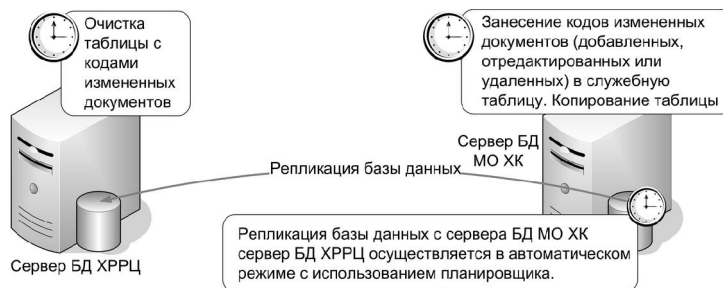 Очистка
таблицы с
кодами
измененных
документов
Занесение кодов измененных
документов (добавленных,
отредактированных или
удаленных) в служебную
таблицу. Копирование таблицы
Сервер БД
МО ХК
Репликация базы данных
Репликация базы данных с сервера БД МО ХК
сервер БД ХРРЦ осуществляется в автоматическом
режиме с использованием планировщика.
Сервер БД ХРРЦ